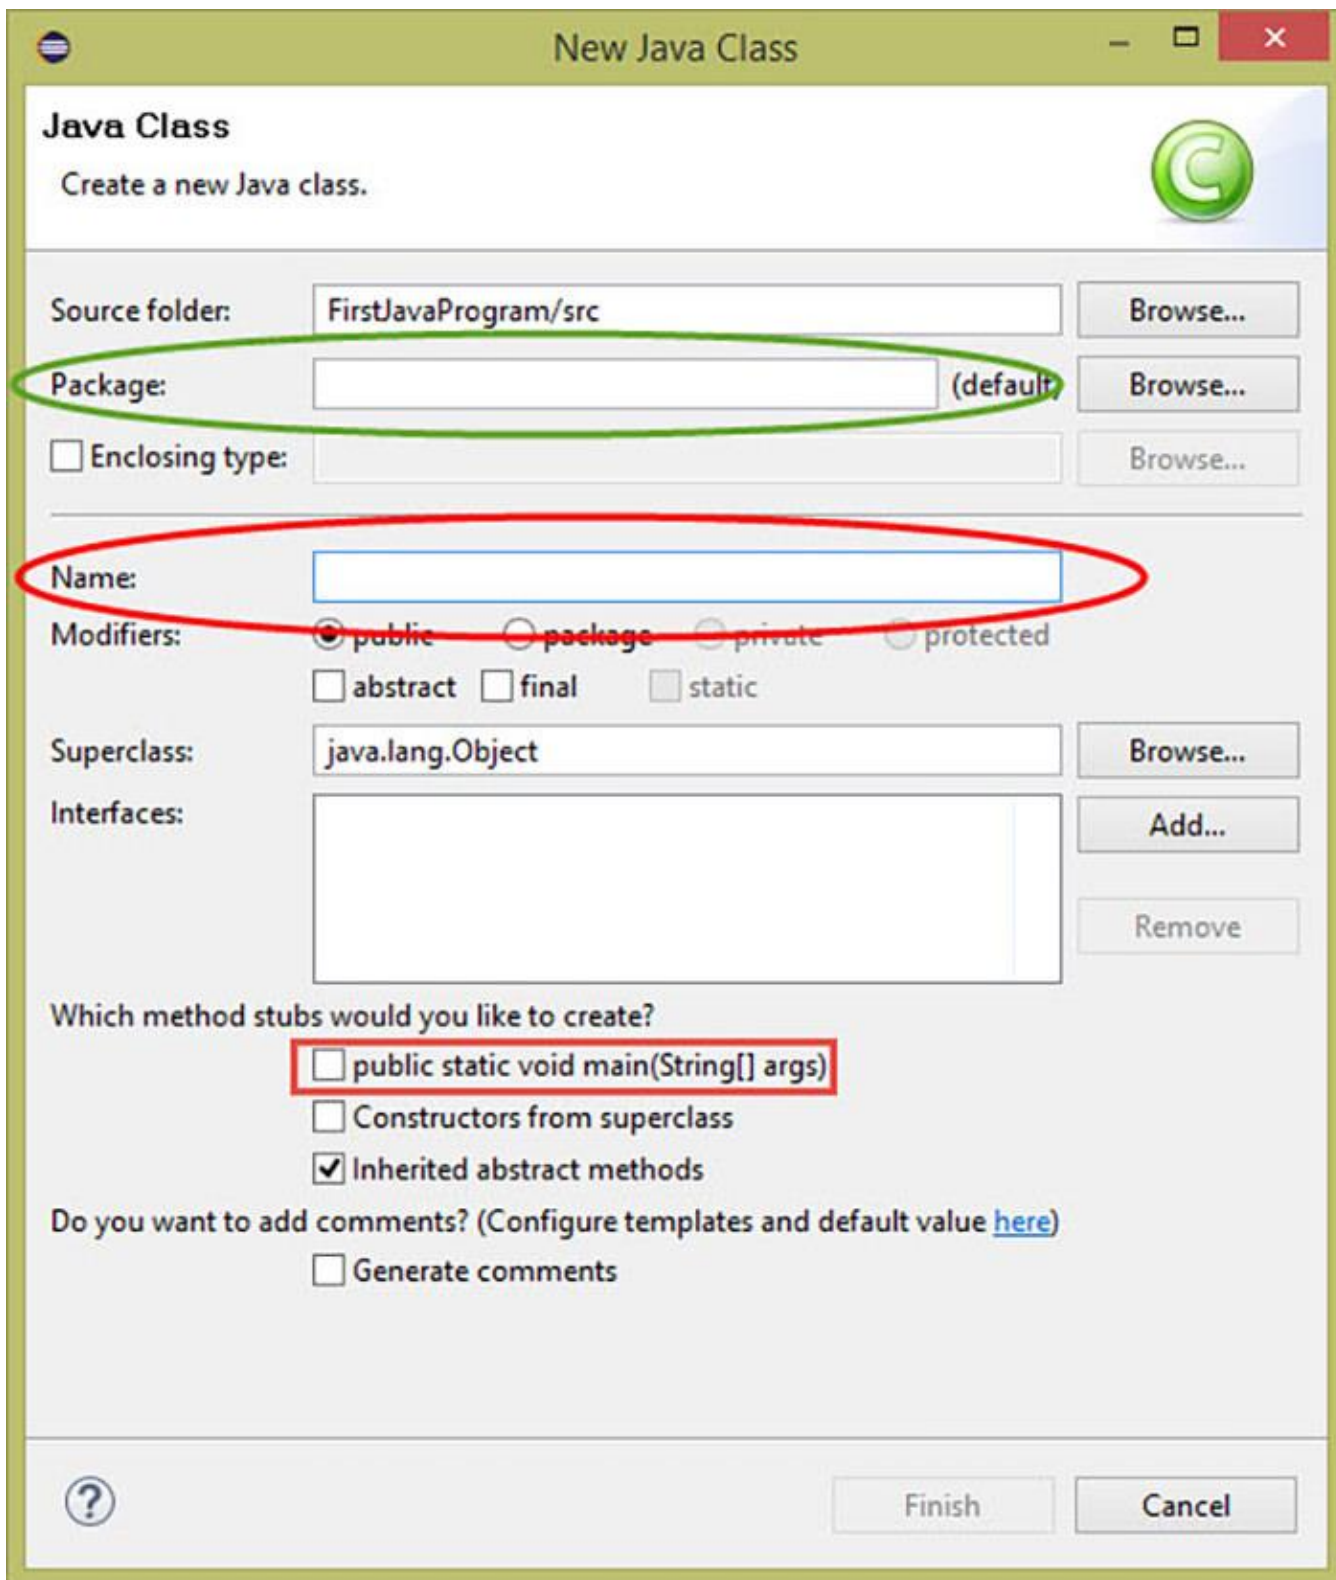 New Java Class
Java Class
Create a new Java class.
Source folder: FirstJavaProgram/src Browse...
Package: (default) Browse...
Enclosing type: Browse...
Name:
Modifiers: public package private protected
abstract final static
Superclass: java.lang.Object Browse...
Interfaces: Add...
Remove
Which method stubs would you like to create?
public static void main(String[] args)
Constructors from superclass
Inherited abstract methods
Do you want to add comments? (Configure templates and default value here)
Generate comments
? Finish Cancel